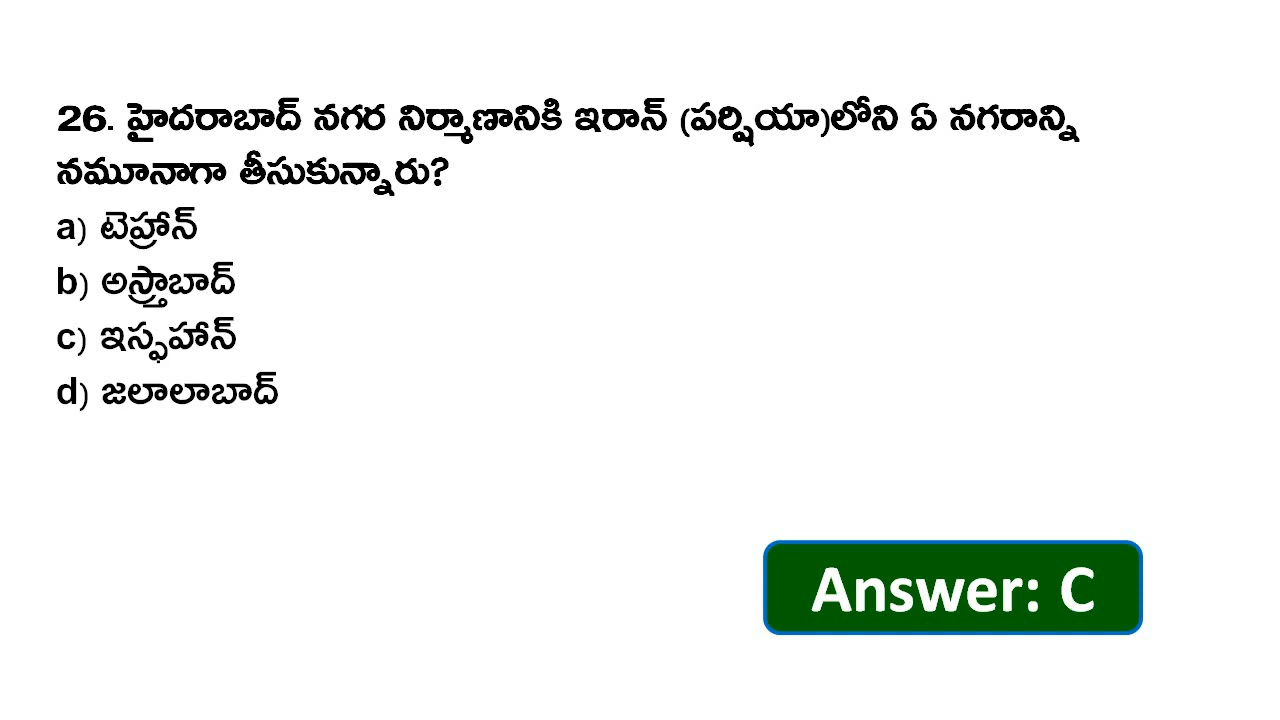 26. హైదరాబాద్ నగర నిర్మాణానికి ఇరాన్ (పర్షియా)లోని ఏ నగరాన్ని
నమూనాగా తీసుకున్నారు?
a) టెహ్రాన్
b) అస్త్రాబాద్
c) ఇస్ఫహాన్
d) జలాలాబాద్
Answer: C